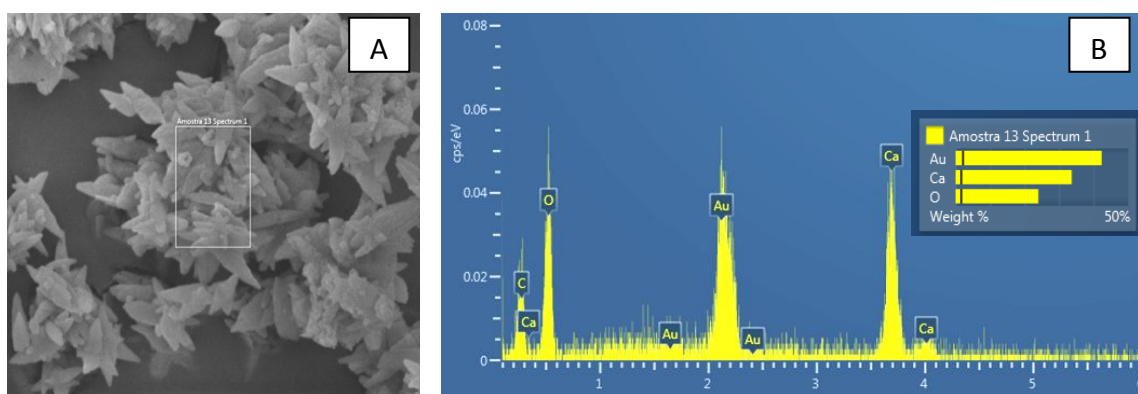 A
Amostra 13 Spectrum 1
B
0.08
0.06
0.04
0.02
0
cps/eV
C
Ca
O
Au
Au
Au
Ca
Ca
1 2 3 4 5
Amostra 13 Spectrum 1
Au
Ca
O
Weight % 50%